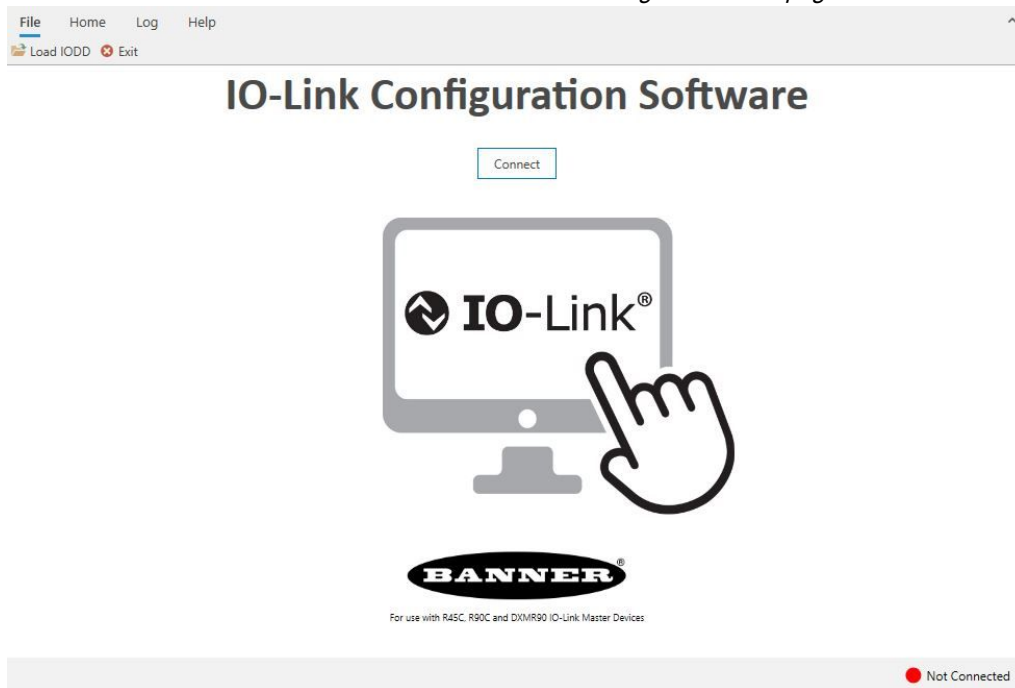 File Home Log Help
Load IODD Exit
IO-Link Configuration Software
Connect
IO-Link®
BANNER®
For use with R45C, R90C and DXMR90 IO-Link Master Devices
Not Connected